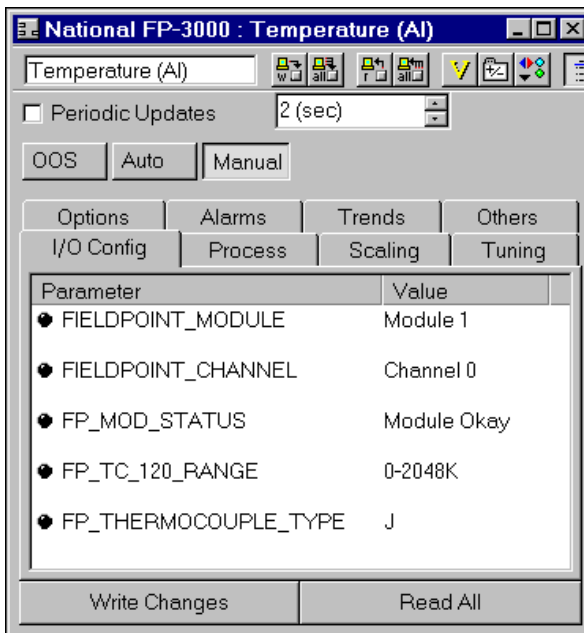 National FP-3000 : Temperature (AI)
Temperature (AI) w all r all
Periodic Updates 2 (sec)
OOS Auto Manual
Options Alarms Trends Others
I/O Config Process Scaling Tuning
Parameter Value
FIELDPOINT_MODULE Module 1
FIELDPOINT_CHANNEL Channel 0
FP_MOD_STATUS Module Okay
FP_TC_120_RANGE 0-2048K
FP_THERMOCOUPLE_TYPE J
Write Changes Read All